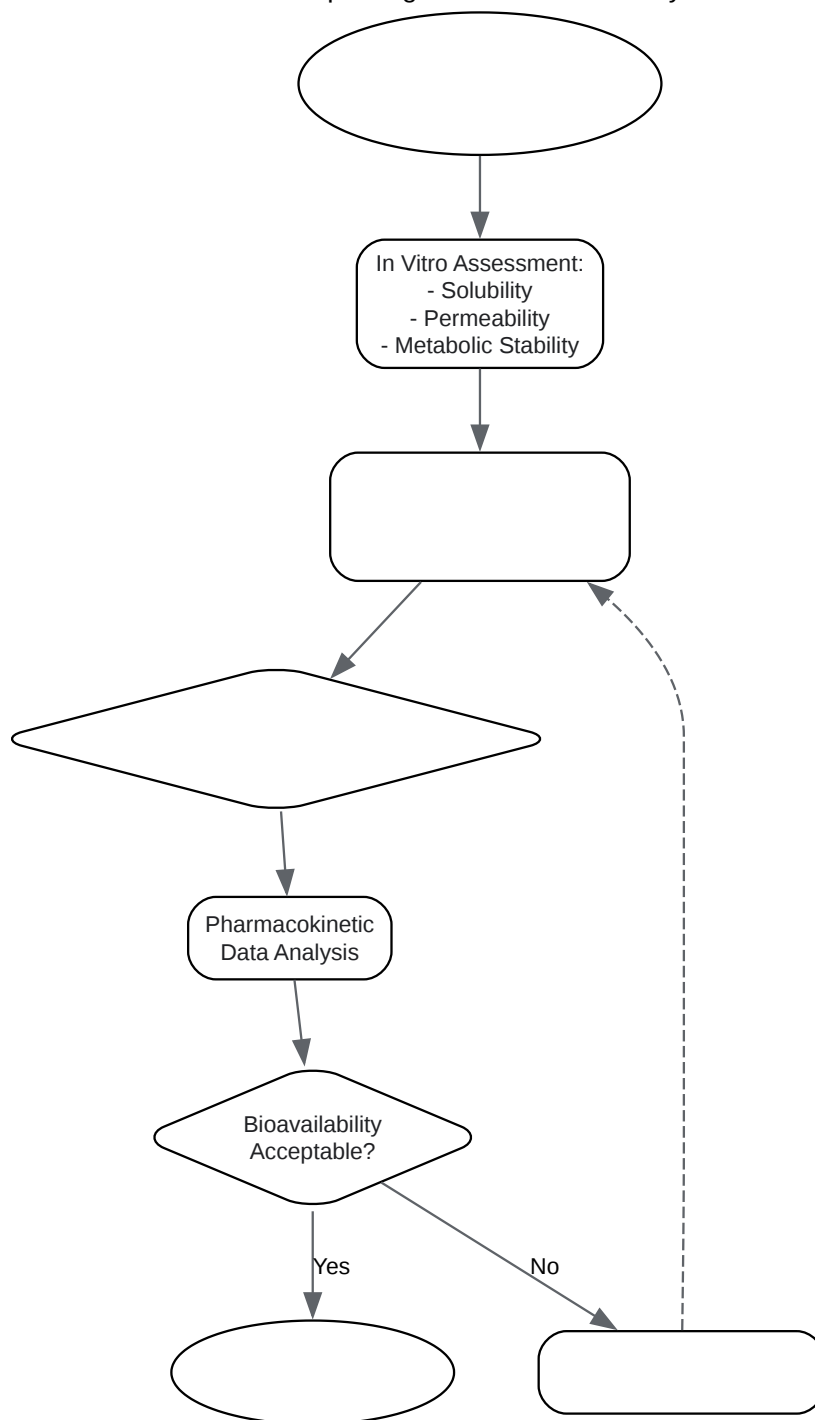 In Vitro Assessment:
- Solubility
- Permeability
- Metabolic Stability
Pharmacokinetic
Data Analysis
Bioavailability
Acceptable?
Yes
No